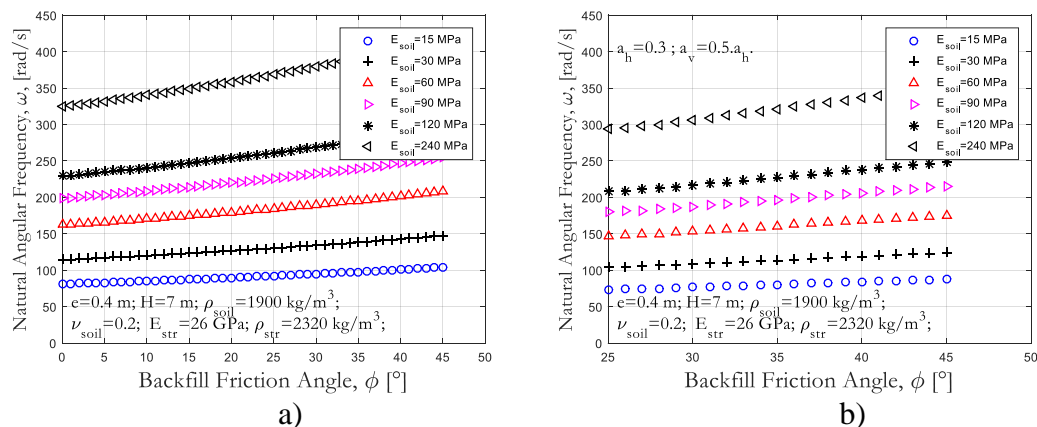 450
400
350
300
250
200
150
100
50
0
Natural Angular Frequency, ω, [rad/s]
E_soil=15 MPa
E_soil=30 MPa
E_soil=60 MPa
E_soil=90 MPa
E_soil=120 MPa
E_soil=240 MPa
e=0.4 m; H=7 m; ρ_soil=1900 kg/m³;
ν_soil=0.2; E_str=26 GPa; ρ_str=2320 kg/m³;
0 5 10 15 20 25 30 35 40 45 50
Backfill Friction Angle, ϕ [°]
a)
450
400
350
300
250
200
150
100
50
0
Natural Angular Frequency, ω, [rad/s]
a_h=0.3 ; a_v=0.5.a_h.
E_soil=15 MPa
E_soil=30 MPa
E_soil=60 MPa
E_soil=90 MPa
E_soil=120 MPa
E_soil=240 MPa
e=0.4 m; H=7 m; ρ_soil=1900 kg/m³;
ν_soil=0.2; E_str=26 GPa; ρ_str=2320 kg/m³;
25 30 35 40 45 50
Backfill Friction Angle, ϕ [°]
b)